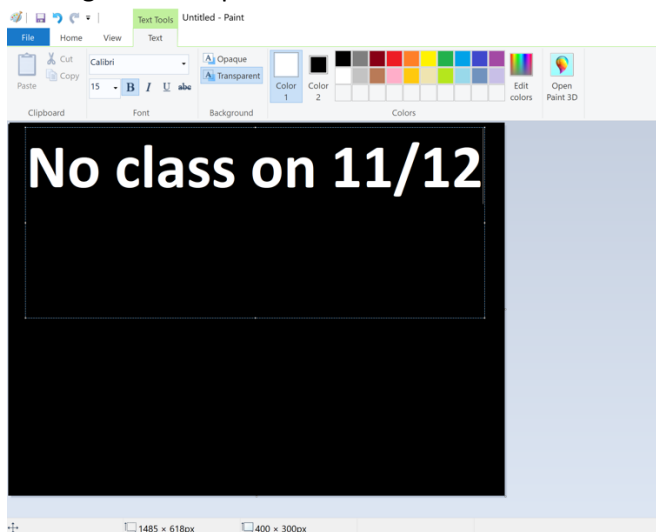 Text Tools Untitled - Paint
File Home View Text
Paste Cut Copy
Calibri
15 B I U abc
Opaque
Transparent
Color 1
Color 2
Edit colors
Open Paint 3D
Clipboard Font Background Colors
No class on 11/12
1485 × 618px 400 × 300px